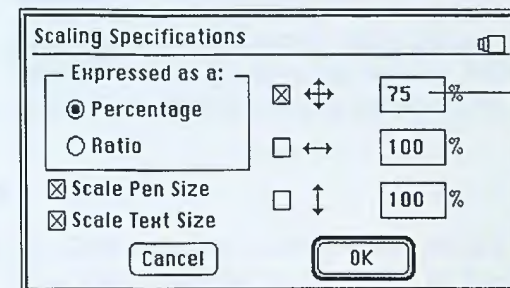 Scaling Specifications
Expressed as a:
Percentage
Ratio
Scale Pen Size
Scale Text Size
75 %
100 %
100 %
Cancel
OK